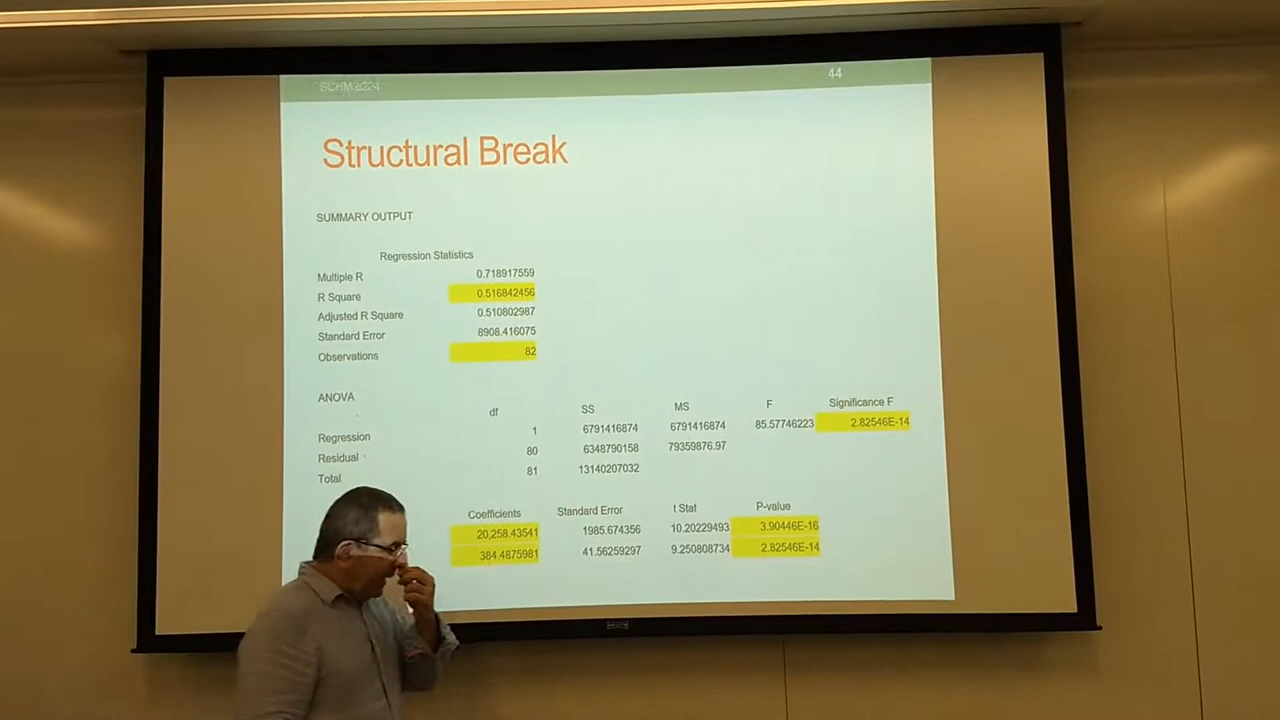 SCHM 2224
44
Structural Break
SUMMARY OUTPUT
Regression Statistics
Multiple R 0.718917559
R Square 0.516842456
Adjusted R Square 0.510802987
Standard Error 8908.416075
Observations 82
ANOVA
df SS MS F Significance F
Regression 1 6791416874 6791416874 85.57746223 2.82546E-14
Residual 80 6348790158 79359876.97
Total 81 13140207032
Coefficients Standard Error t Stat P-value
20,258.43541 1985.674356 10.20229493 3.90446E-16
384.4875981 41.56259297 9.250808734 2.82546E-14